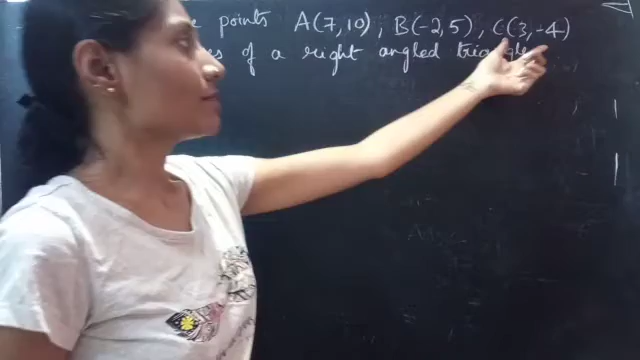 points A(7,10), B(-2,5), C(3,-4)
of a right angled triangle